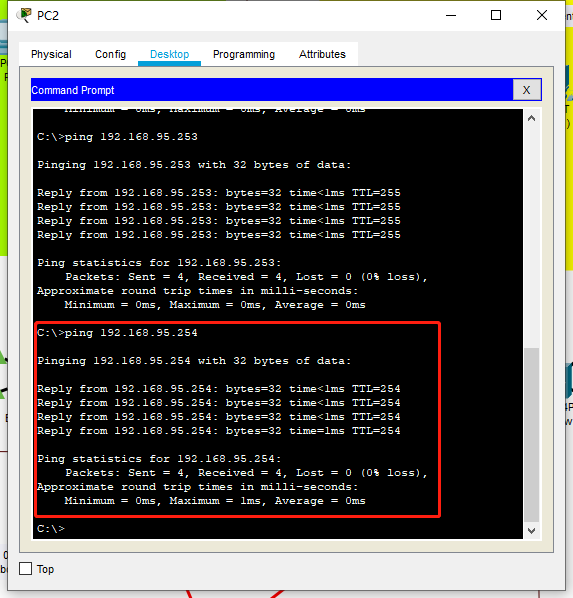 PC2
Physical Config Desktop Programming Attributes
Command Prompt
X
Minimum = 0ms, Maximum = 0ms, Average = 0ms
C:\>ping 192.168.95.253
Pinging 192.168.95.253 with 32 bytes of data:
Reply from 192.168.95.253: bytes=32 time<1ms TTL=255
Reply from 192.168.95.253: bytes=32 time<1ms TTL=255
Reply from 192.168.95.253: bytes=32 time<1ms TTL=255
Reply from 192.168.95.253: bytes=32 time<1ms TTL=255
Ping statistics for 192.168.95.253:
Packets: Sent = 4, Received = 4, Lost = 0 (0% loss),
Approximate round trip times in milli-seconds:
Minimum = 0ms, Maximum = 0ms, Average = 0ms
C:\>ping 192.168.95.254
Pinging 192.168.95.254 with 32 bytes of data:
Reply from 192.168.95.254: bytes=32 time<1ms TTL=254
Reply from 192.168.95.254: bytes=32 time<1ms TTL=254
Reply from 192.168.95.254: bytes=32 time<1ms TTL=254
Reply from 192.168.95.254: bytes=32 time=1ms TTL=254
Ping statistics for 192.168.95.254:
Packets: Sent = 4, Received = 4, Lost = 0 (0% loss),
Approximate round trip times in milli-seconds:
Minimum = 0ms, Maximum = 1ms, Average = 0ms
C:\>
Top